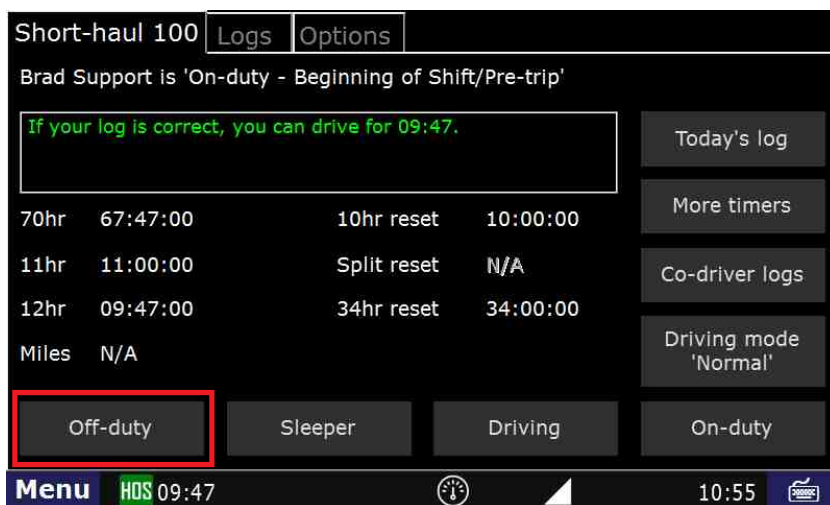 Short-haul 100 Logs Options
Brad Support is 'On-duty - Beginning of Shift/Pre-trip'
If your log is correct, you can drive for 09:47.
Today's log
70hr 67:47:00 10hr reset 10:00:00
More timers
11hr 11:00:00 Split reset N/A
Co-driver logs
12hr 09:47:00 34hr reset 34:00:00
Miles N/A
Driving mode
'Normal'
Off-duty Sleeper Driving On-duty
Menu HOS 09:47 10:55